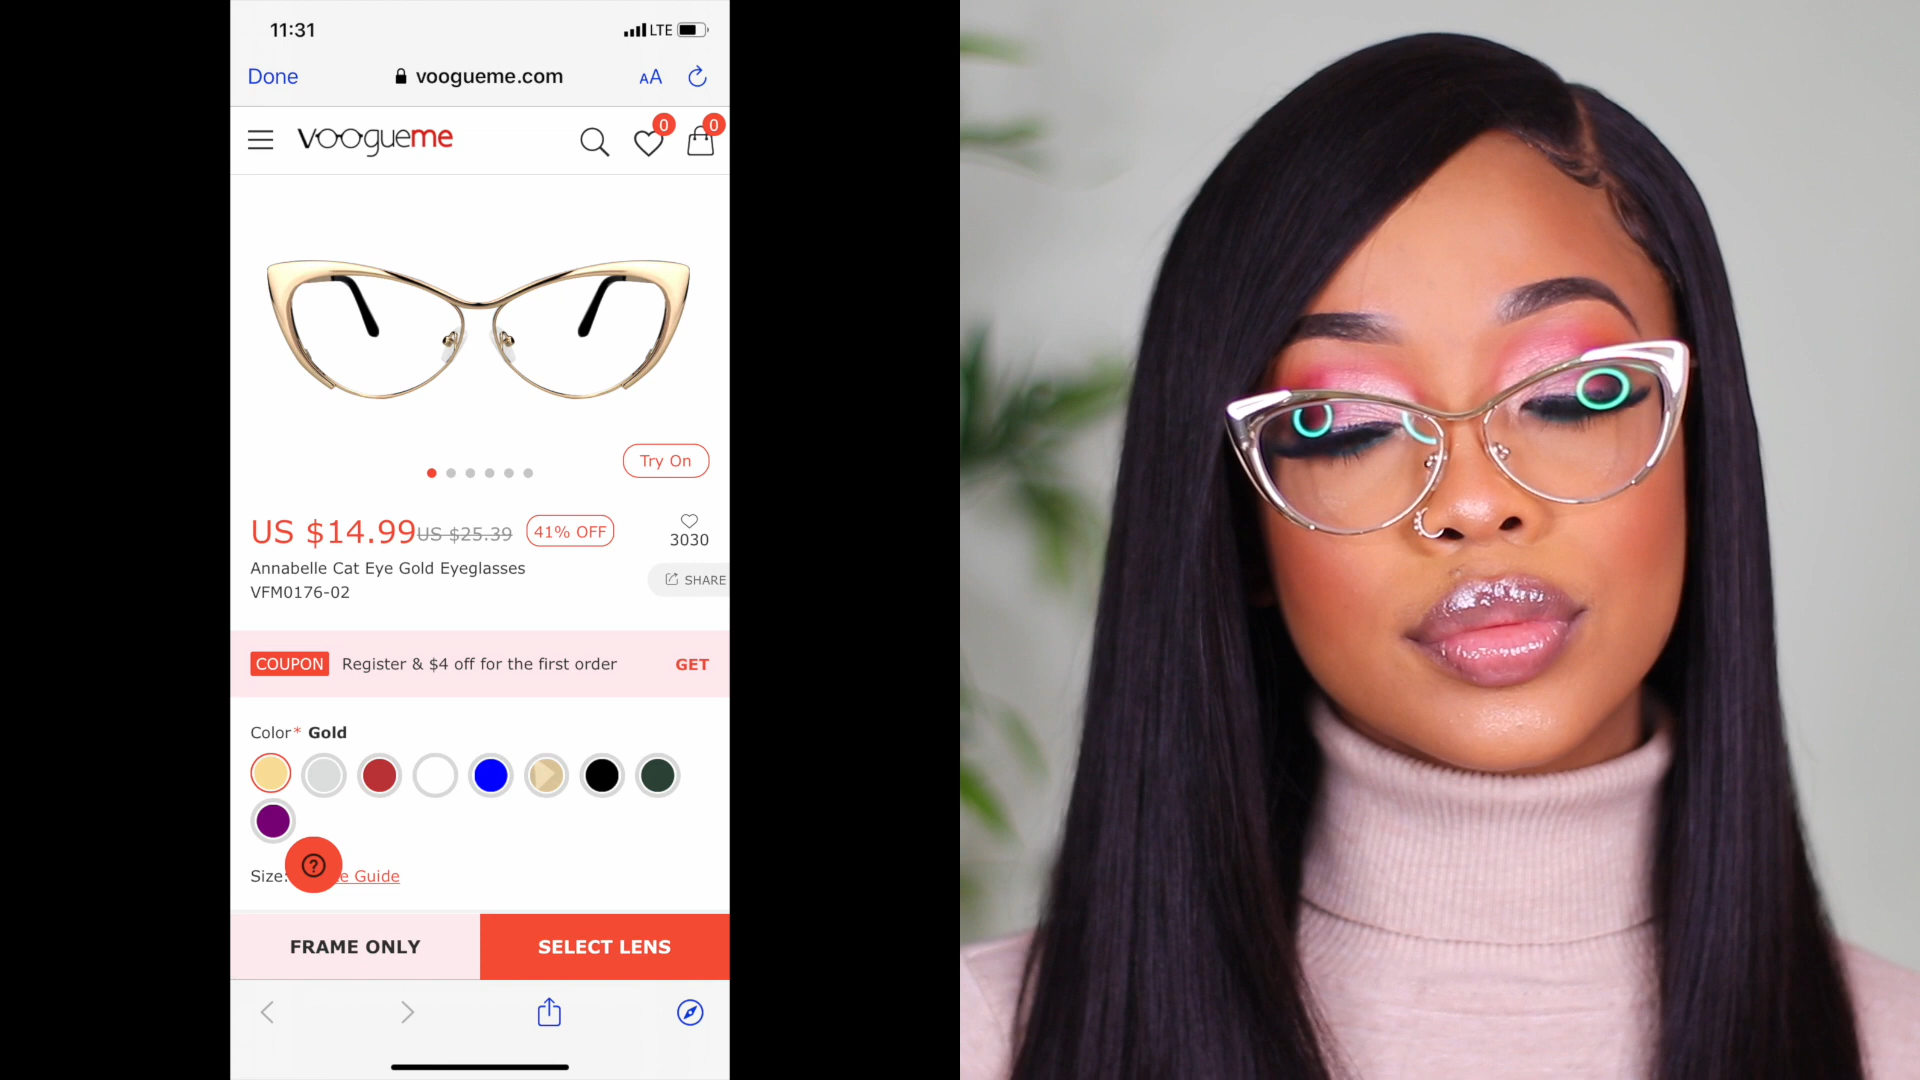 11:31
LTE
Done
voogueme.com
AA
voogueme
0
0
Try On
US $14.99 US $25.39 41% OFF
3030
Annabelle Cat Eye Gold Eyeglasses
VFM0176-02
SHARE
COUPON Register & $4 off for the first order GET
Color* Gold
?
Size: e Guide
FRAME ONLY
SELECT LENS